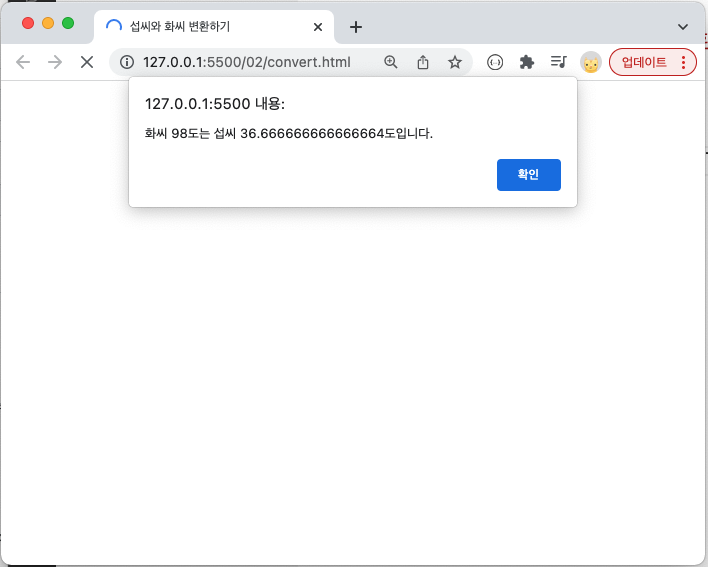 섭씨와 화씨 변환하기
127.0.0.1:5500/02/convert.html
업데이트
127.0.0.1:5500 내용:
화씨 98도는 섭씨 36.666666666666664도입니다.
확인